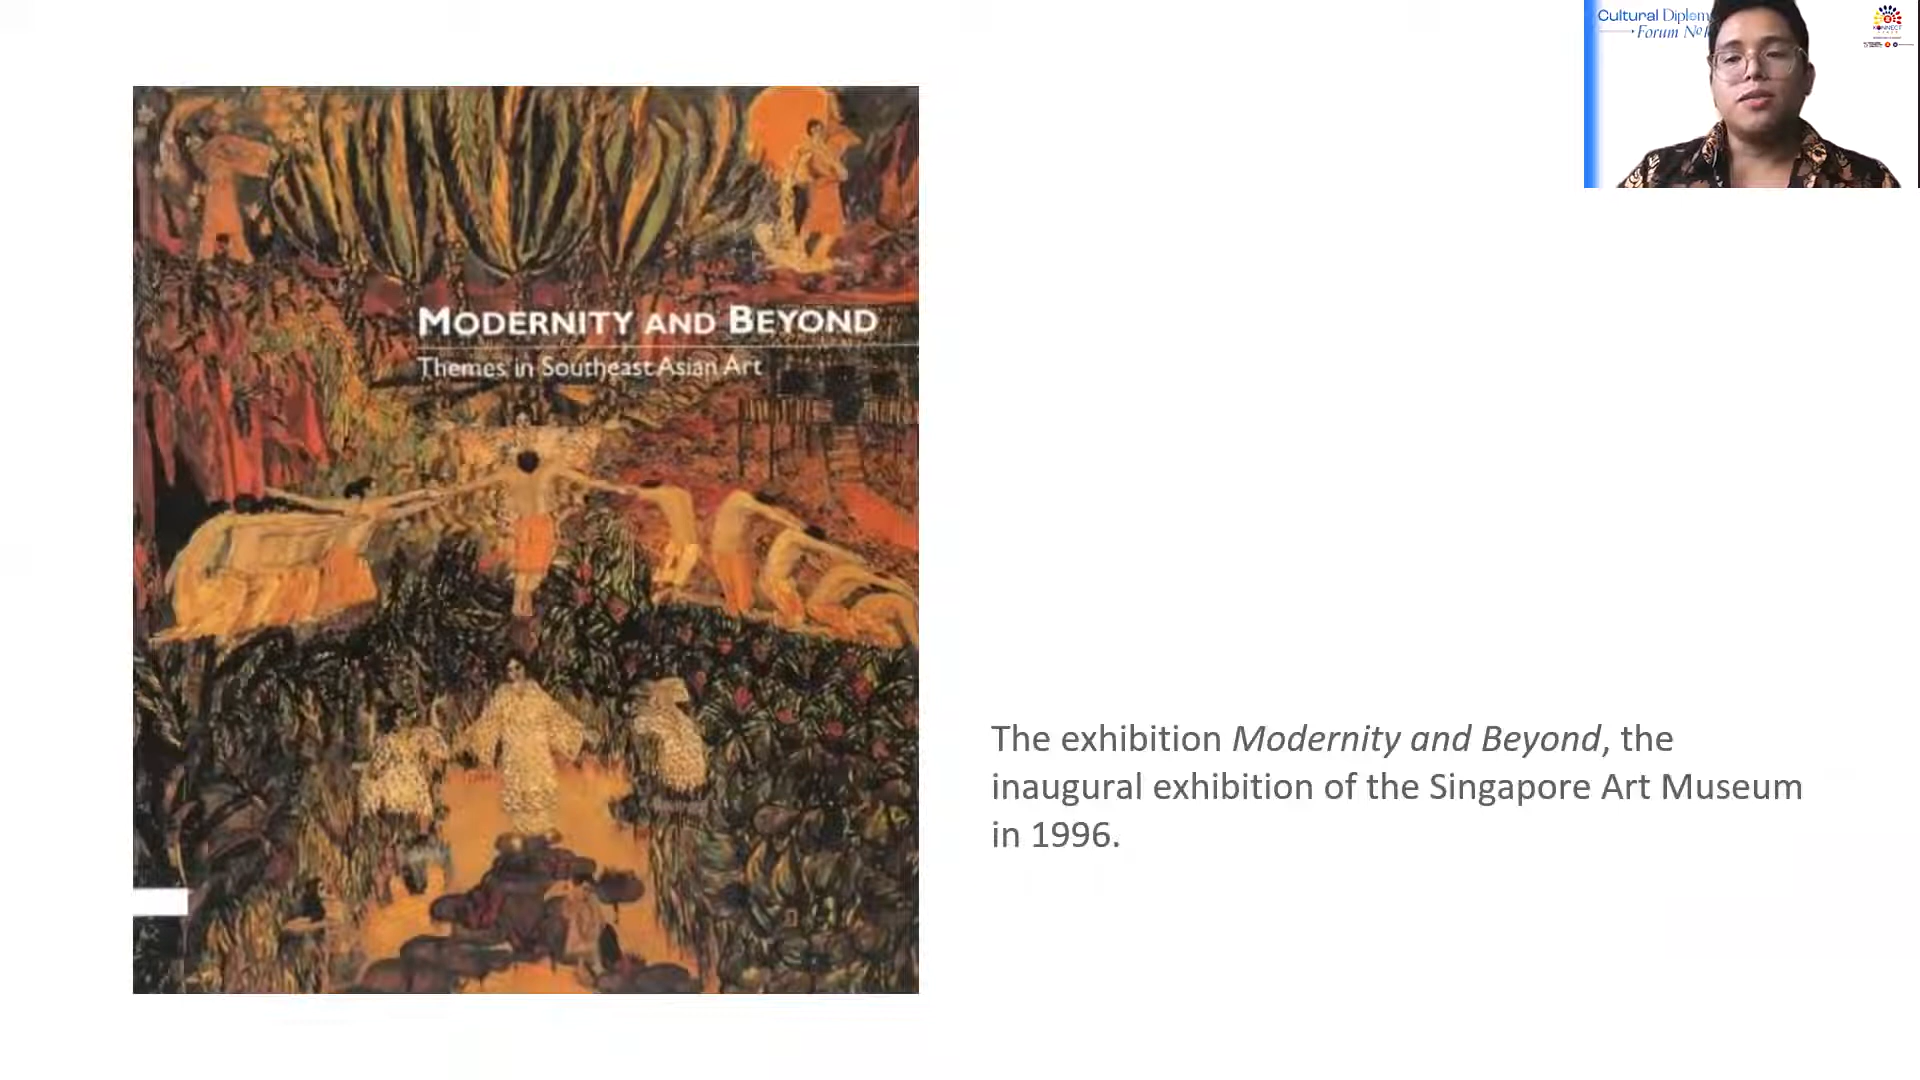 Cultural Diplom
Forum No
KONNECT
MODERNITY AND BEYOND
Themes in Southeast Asian Art
The exhibition Modernity and Beyond, the
inaugural exhibition of the Singapore Art Museum
in 1996.